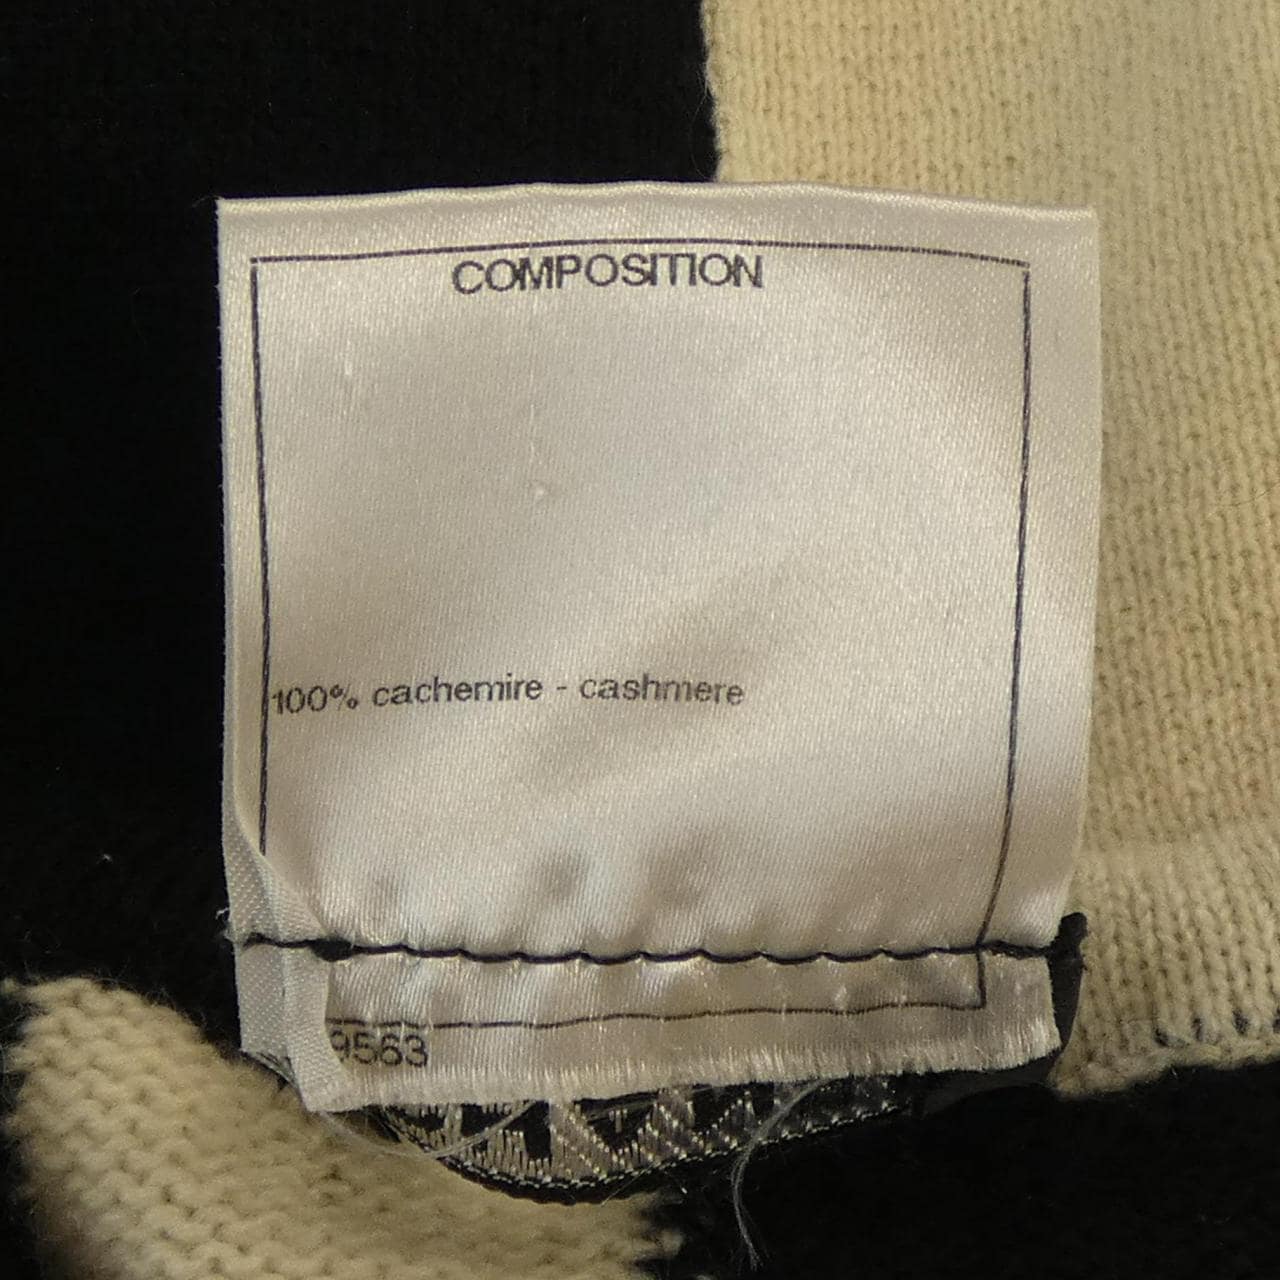 COMPOSITION
100% cachemire - cashmere
9563